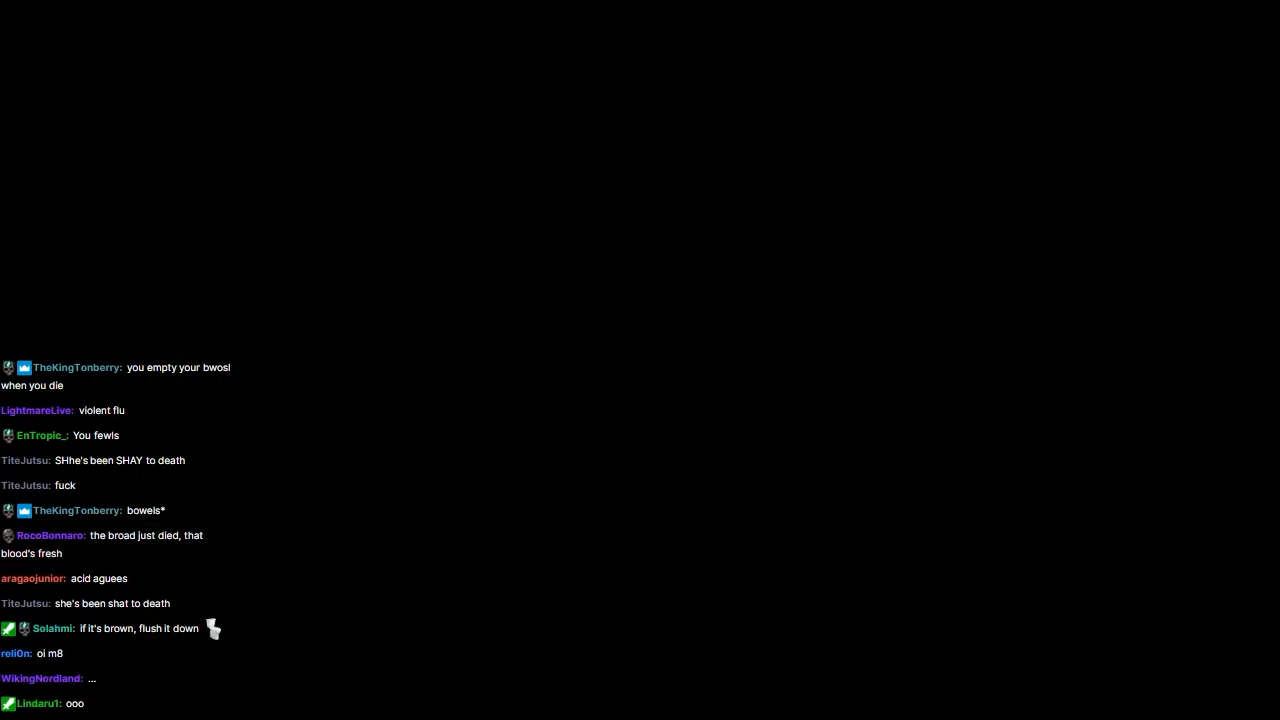 TheKingTonberry: you empty your bwosl
when you die
LightmareLive: violent flu
EnTropic_: You fewls
TiteJutsu: SHhe's been SHAY to death
TiteJutsu: fuck
TheKingTonberry: bowels*
RocoBonnaro: the broad just died, that
blood's fresh
aragaojunior: acid aguees
TiteJutsu: she's been shat to death
Solahmi: if it's brown, flush it down
reli0n: oi m8
WikingNordland: ...
Lindaru1: ooo